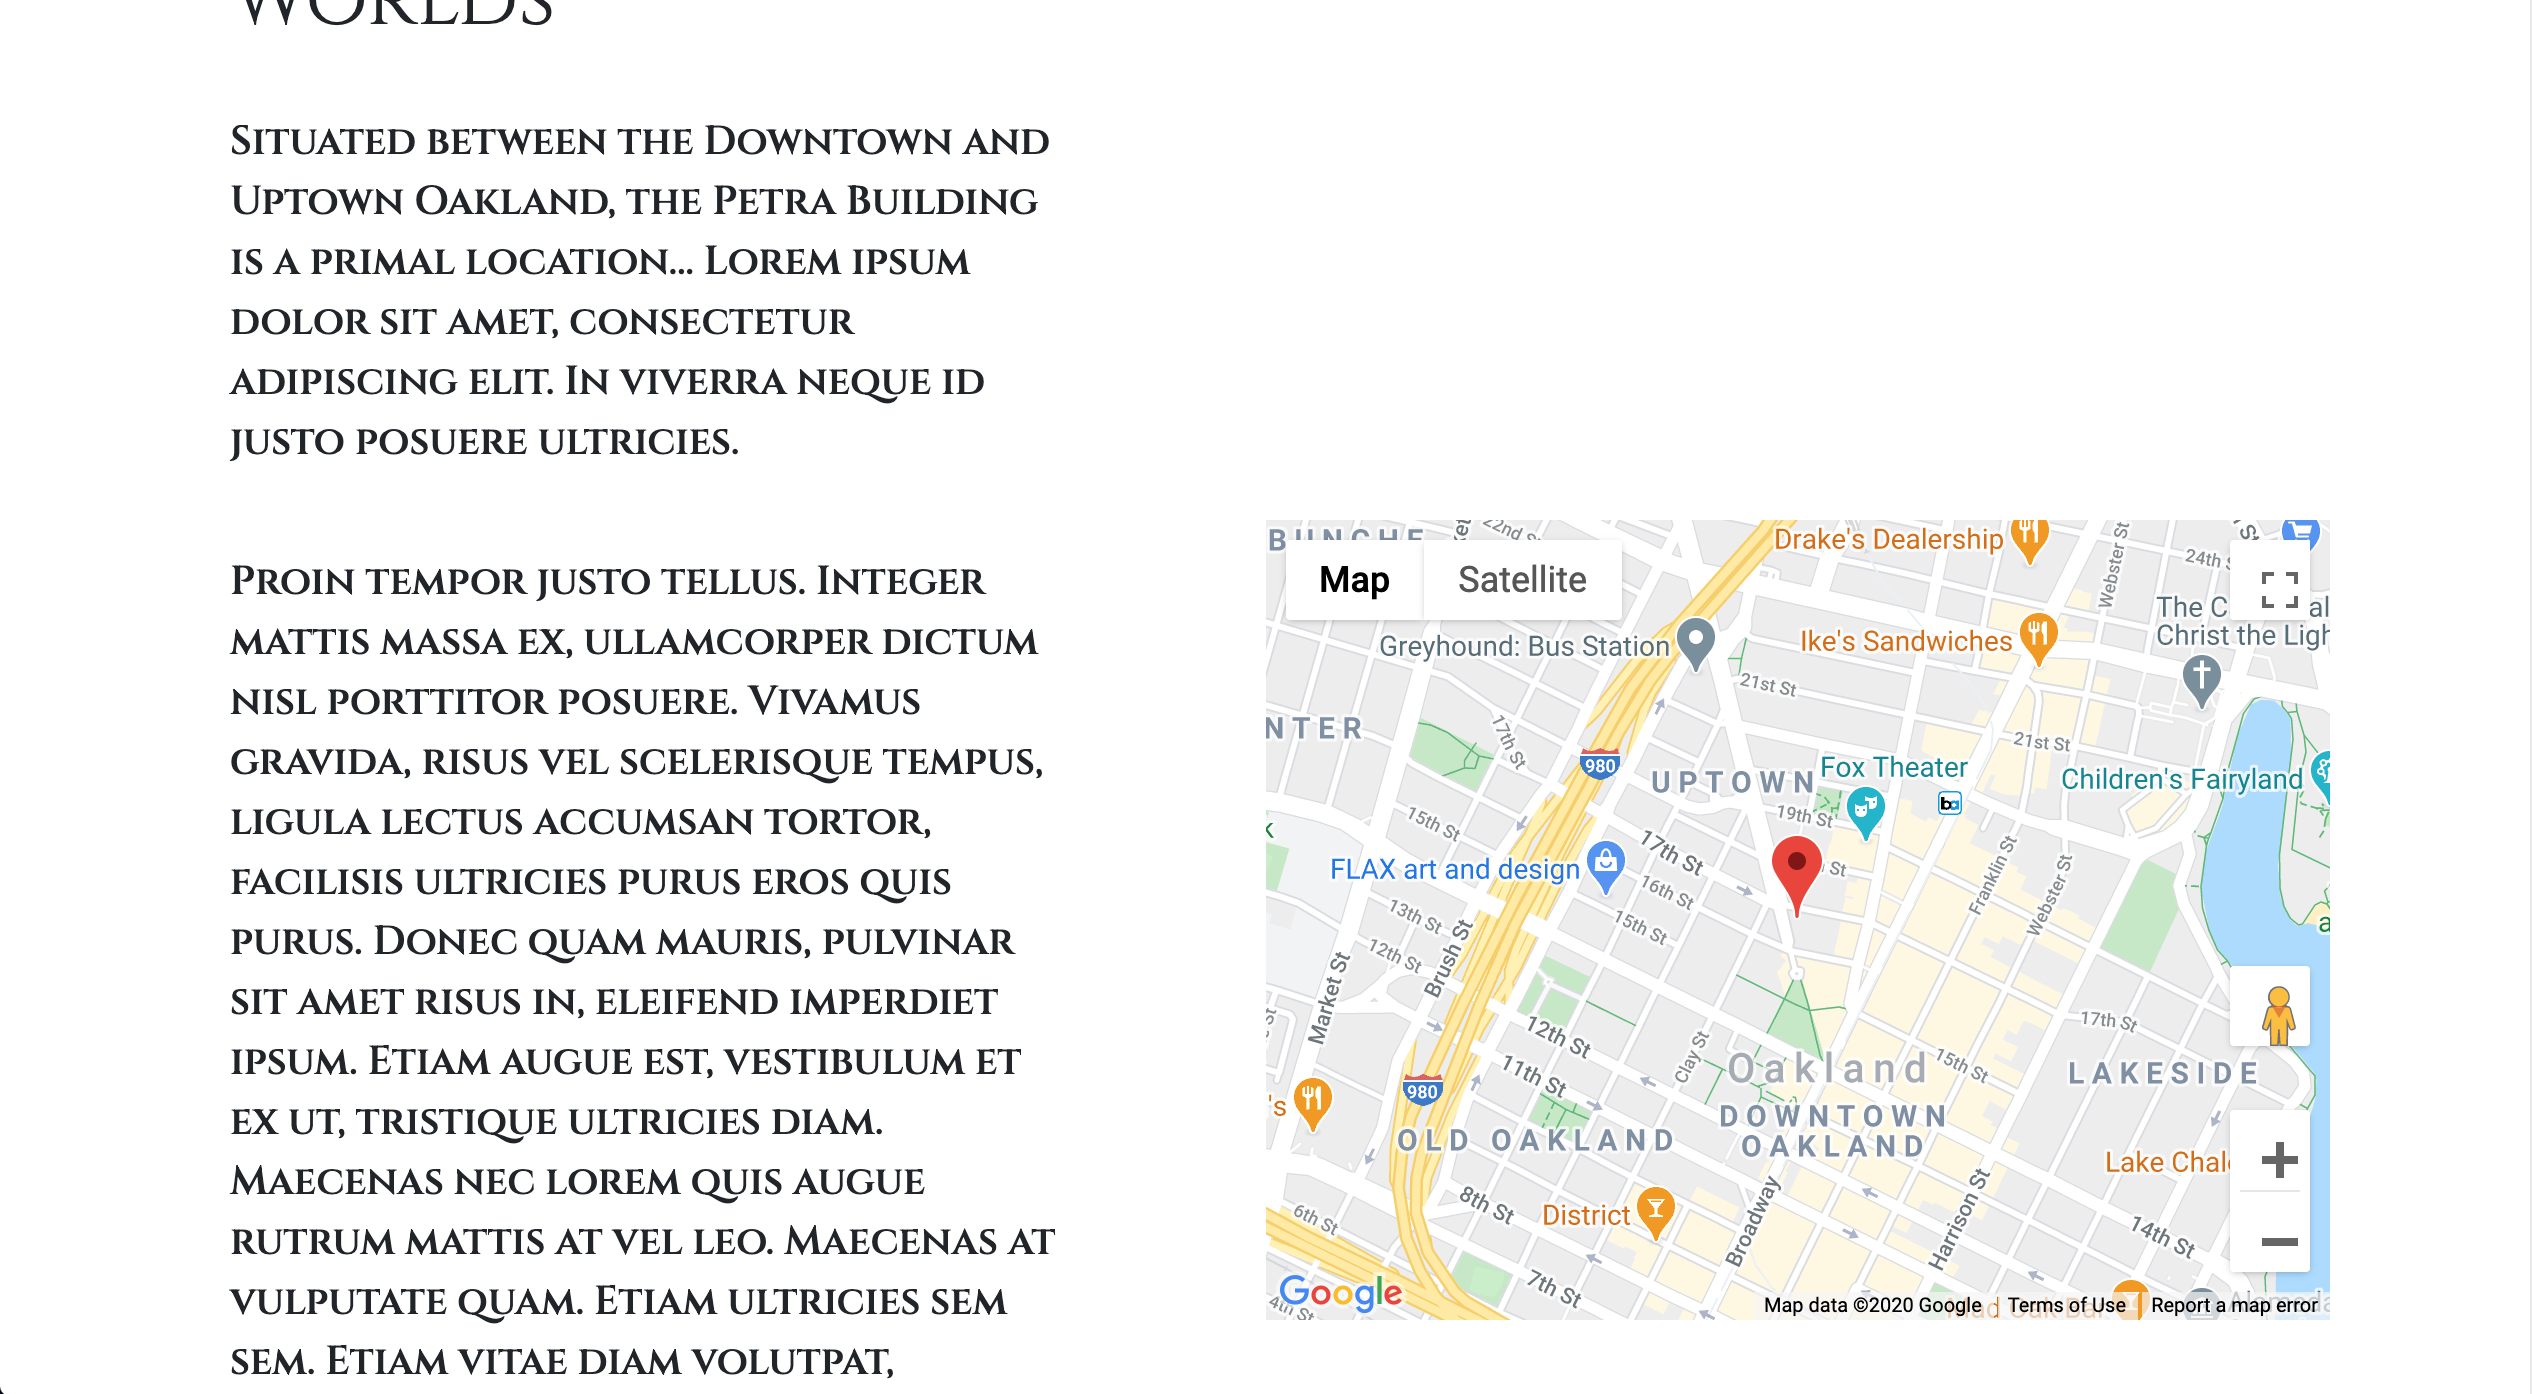 Worlds
Situated between the Downtown and
Uptown Oakland, the Petra Building
is a primal location... Lorem ipsum
dolor sit amet, consectetur
adipiscing elit. In viverra neque id
justo posuere ultricies.
Proin tempor justo tellus. Integer
mattis massa ex, ullamcorper dictum
nisl porttitor posuere. Vivamus
gravida, risus vel scelerisque tempus,
ligula lectus accumsan tortor,
facilisis ultricies purus eros quis
purus. Donec quam mauris, pulvinar
sit amet risus in, eleifend imperdiet
ipsum. Etiam augue est, vestibulum et
ex ut, tristique ultricies diam.
Maecenas nec lorem quis augue
rutrum mattis at vel leo. Maecenas at
vulputate quam. Etiam ultricies sem
sem. Etiam vitae diam volutpat,
BUNCHE
22nd S
Drake's Dealership
Webster St
24th S
Map
Satellite
The C
al
Christ the Ligh
Greyhound: Bus Station
Ike's Sandwiches
21st St
NTER
17th St
21st St
980
UPTOWN
Fox Theater
Children's Fairyland
19th St
15th St
17th St
FLAX art and design
St
16th St
Franklin St
Webster St
13th St
15th St
12th St
Brush St
Market St
12th St
17th St
Clay St
11th St
Oakland
15th St
LAKESIDE
980
's
DOWNTOWN
OAKLAND
OLD OAKLAND
Lake Chal
8th St
6th St
District
Broadway
Harrison St
14th St
7th St
Google
4th St
Map data ©2020 Google
Terms of Use
Report a map error